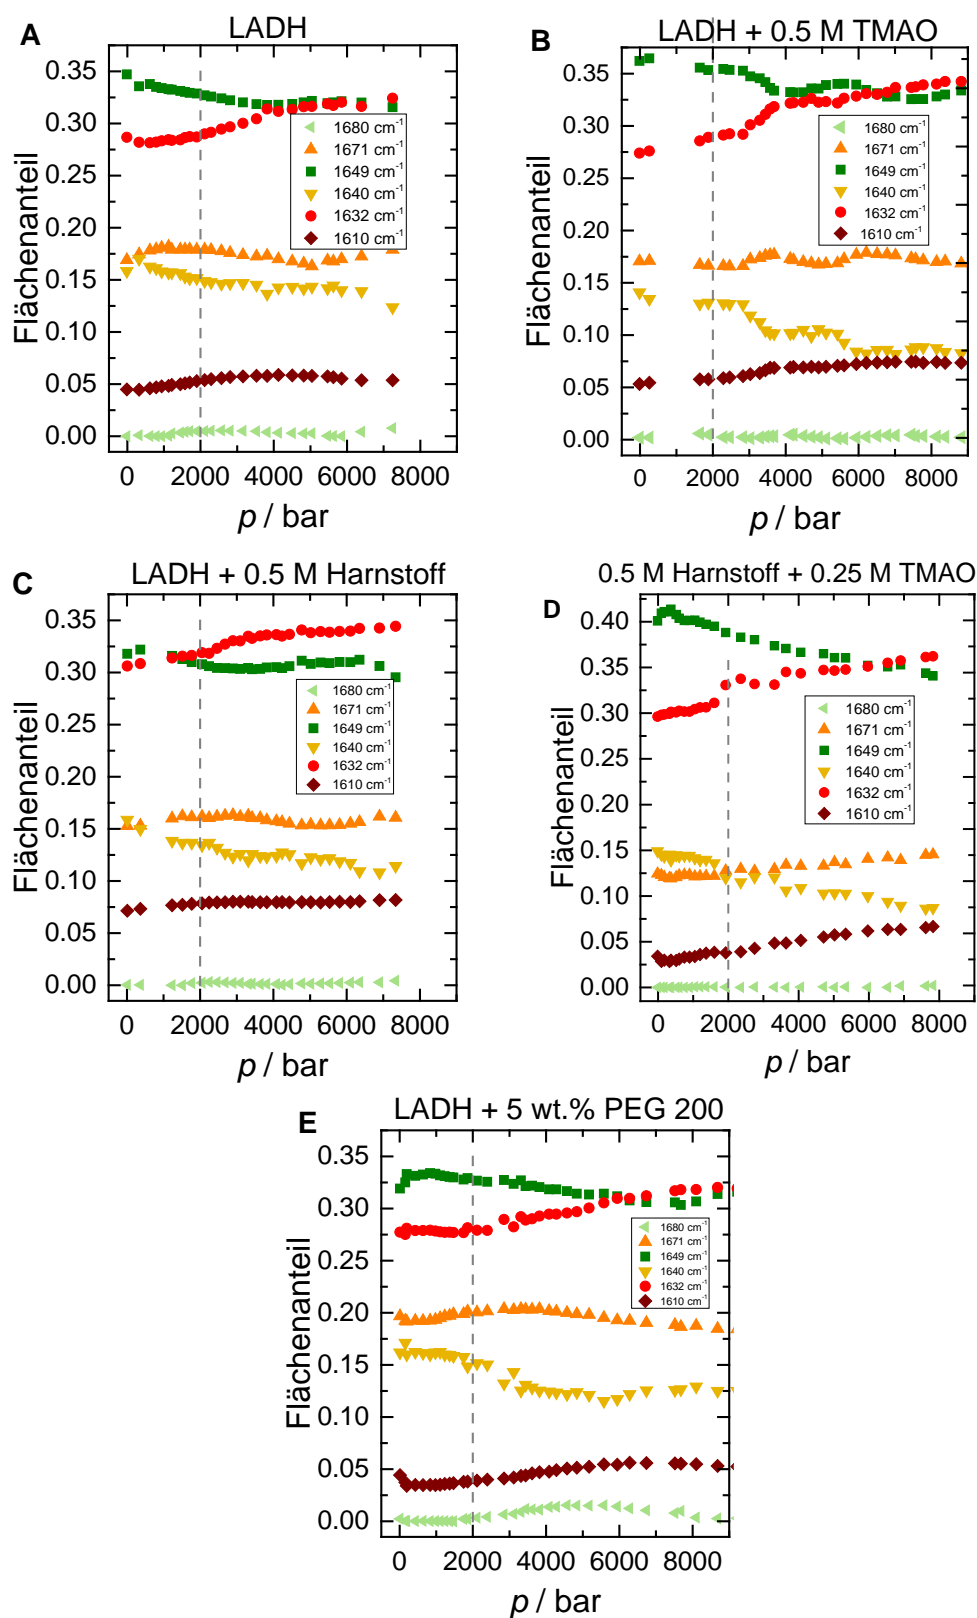 A
LADH
0.35
0.30
0.25
0.20
0.15
0.10
0.05
0.00
Flächenanteil
1680 cm⁻¹
1671 cm⁻¹
1649 cm⁻¹
1640 cm⁻¹
1632 cm⁻¹
1610 cm⁻¹
0 2000 4000 6000 8000
p / bar
B
LADH + 0.5 M TMAO
0.35
0.30
0.25
0.20
0.15
0.10
0.05
0.00
Flächenanteil
1680 cm⁻¹
1671 cm⁻¹
1649 cm⁻¹
1640 cm⁻¹
1632 cm⁻¹
1610 cm⁻¹
0 2000 4000 6000 8000
p / bar
C
LADH + 0.5 M Harnstoff
0.35
0.30
0.25
0.20
0.15
0.10
0.05
0.00
Flächenanteil
1680 cm⁻¹
1671 cm⁻¹
1649 cm⁻¹
1640 cm⁻¹
1632 cm⁻¹
1610 cm⁻¹
0 2000 4000 6000 8000
p / bar
0.5 M Harnstoff + 0.25 M TMAO
D
0.40
0.35
0.30
0.25
0.20
0.15
0.10
0.05
0.00
Flächenanteil
1680 cm⁻¹
1671 cm⁻¹
1649 cm⁻¹
1640 cm⁻¹
1632 cm⁻¹
1610 cm⁻¹
0 2000 4000 6000 8000
p / bar
E
LADH + 5 wt.% PEG 200
0.35
0.30
0.25
0.20
0.15
0.10
0.05
0.00
Flächenanteil
1680 cm⁻¹
1671 cm⁻¹
1649 cm⁻¹
1640 cm⁻¹
1632 cm⁻¹
1610 cm⁻¹
0 2000 4000 6000 8000
p / bar